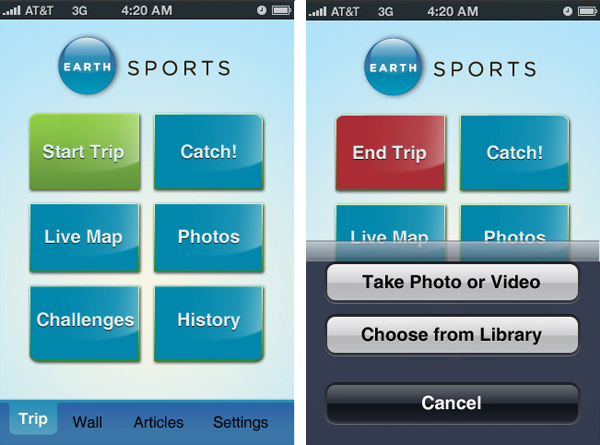 AT&T 3G 4:20 AM
EARTH SPORTS
Start Trip Catch!
Live Map Photos
Challenges History
Trip Wall Articles Settings
AT&T 3G 4:20 AM
EARTH SPORTS
End Trip Catch!
Live Map Photos
Take Photo or Video
Choose from Library
Cancel